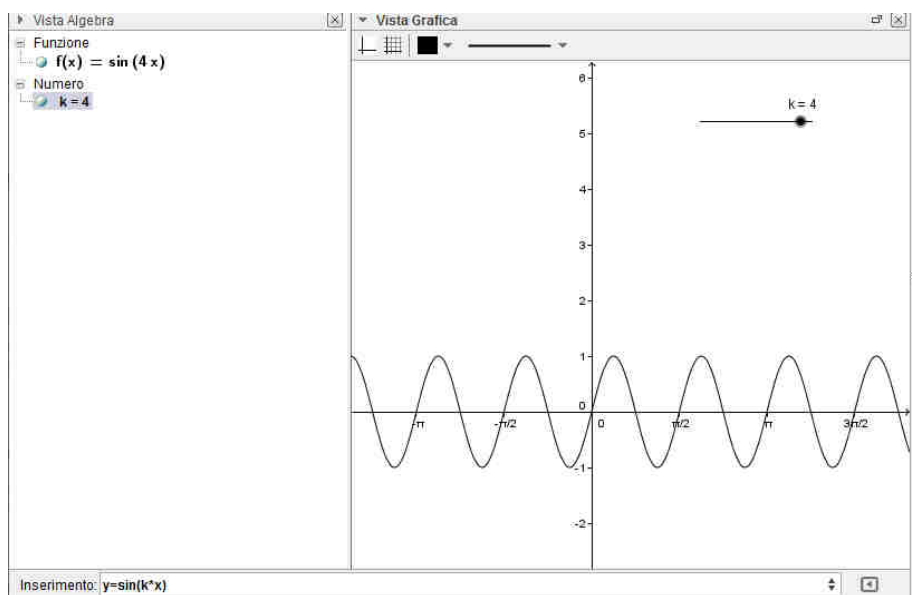 Vista Algebra
Funzione
f(x) = sin (4 x)
Numero
k = 4
Vista Grafica
k = 4
6
5
4
3
2
1
0
-1
-2
-π
-π/2
0
π/2
π
3π/2
Inserimento: y=sin(k*x)